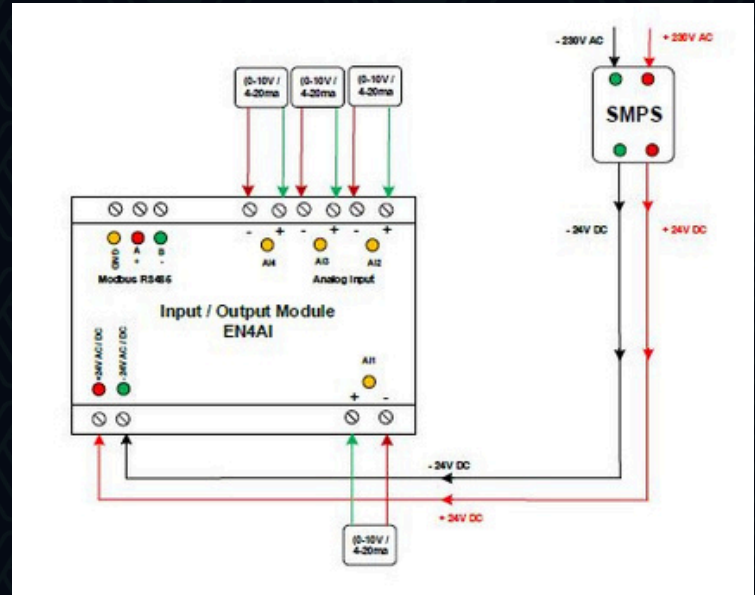 - 230V AC
+ 230V AC
SMPS
(0-10V /
4-20ma
(0-10V /
4-20ma
(0-10V /
4-20ma
- 24V DC
+ 24V DC
- + - + - +
GND
A
+
B
-
AI4
AI3
AI2
Modbus RS485
Analog Input
Input / Output Module
EN4AI
+24V AC / DC
- 24V AC / DC
AI1
+ -
- 24V DC
+ 24V DC
(0-10V /
4-20ma